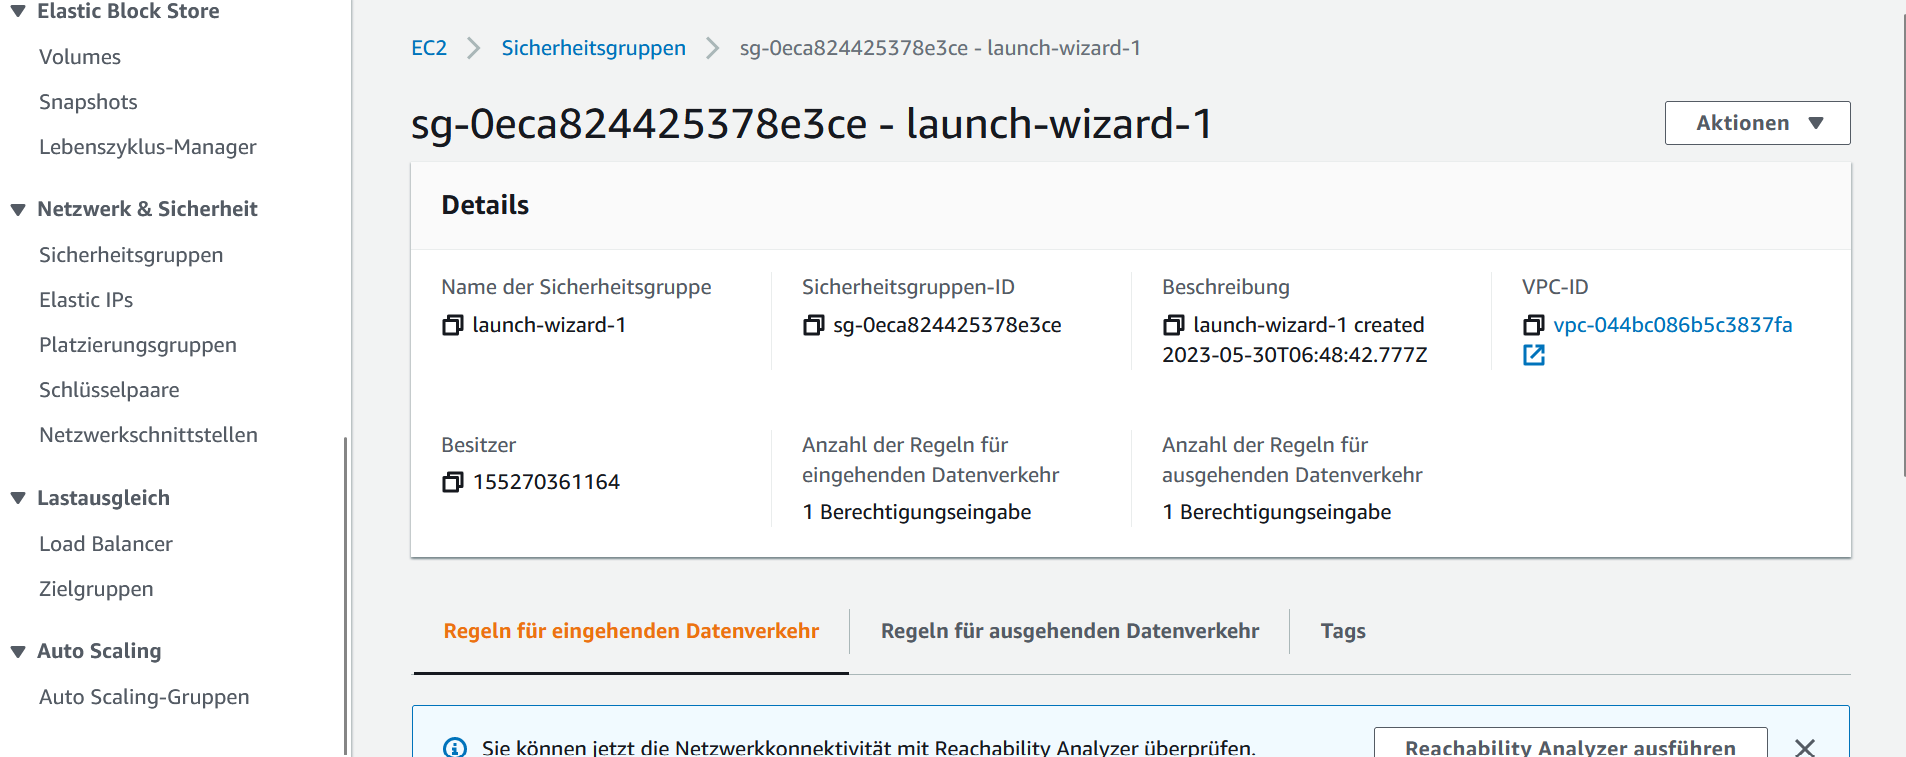 Elastic Block Store
Volumes
Snapshots
Lebenszyklus-Manager
Netzwerk & Sicherheit
Sicherheitsgruppen
Elastic IPs
Platzierungsgruppen
Schlüsselpaare
Netzwerkschnittstellen
Lastausgleich
Load Balancer
Zielgruppen
Auto Scaling
Auto Scaling-Gruppen
EC2 Sicherheitsgruppen sg-0eca824425378e3ce - launch-wizard-1
sg-0eca824425378e3ce - launch-wizard-1
Aktionen
Details
Name der Sicherheitsgruppe
launch-wizard-1
Sicherheitsgruppen-ID
sg-0eca824425378e3ce
Beschreibung
launch-wizard-1 created
2023-05-30T06:48:42.777Z
VPC-ID
vpc-044bc086b5c3837fa
Besitzer
155270361164
Anzahl der Regeln für
eingehenden Datenverkehr
1 Berechtigungseingabe
Anzahl der Regeln für
ausgehenden Datenverkehr
1 Berechtigungseingabe
Regeln für eingehenden Datenverkehr
Regeln für ausgehenden Datenverkehr
Tags
Sie können jetzt die Netzwerkkonnektivität mit Reachability Analyzer überprüfen.
Reachability Analyzer ausführen